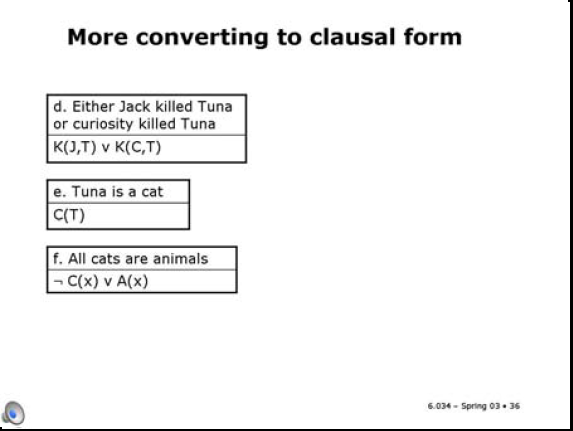 More converting to clausal form
d. Either Jack killed Tuna
or curiosity killed Tuna
K(J,T) v K(C,T)
e. Tuna is a cat
C(T)
f. All cats are animals
¬ C(x) v A(x)
6.034 – Spring 03 • 36